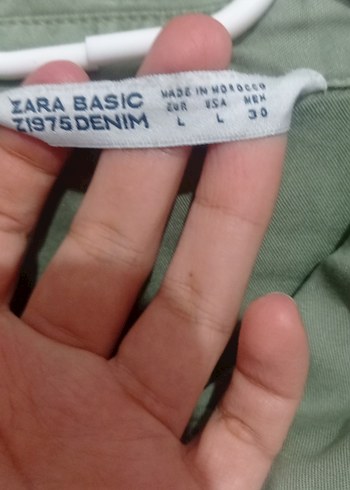 ZARA BASIC
Z1975 DENIM
MADE IN MOROCCO
EUR USA MEX
L L 30